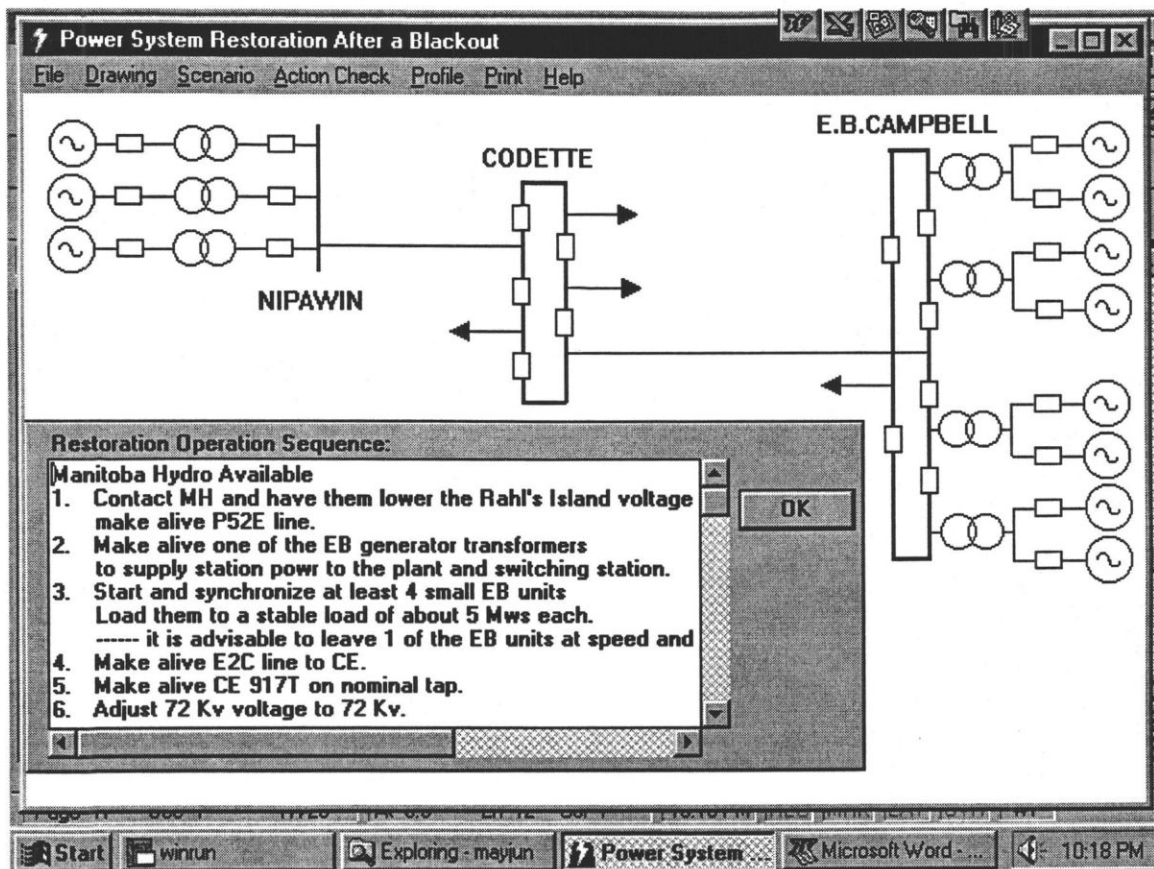 Power System Restoration After a Blackout
File Drawing Scenario Action Check Profile Print Help
E.B.CAMPBELL
CODETTE
NIPAWIN
Restoration Operation Sequence:
Manitoba Hydro Available
1. Contact MH and have them lower the Rahl's Island voltage
make alive P52E line.
2. Make alive one of the EB generator transformers
to supply station powr to the plant and switching station.
3. Start and synchronize at least 4 small EB units
Load them to a stable load of about 5 Mws each.
------ it is advisable to leave 1 of the EB units at speed and
4. Make alive E2C line to CE.
5. Make alive CE 917T on nominal tap.
6. Adjust 72 Kv voltage to 72 Kv.
OK
Start winrun Exploring - mayjun Power System ... Microsoft Word - ... 10:18 PM